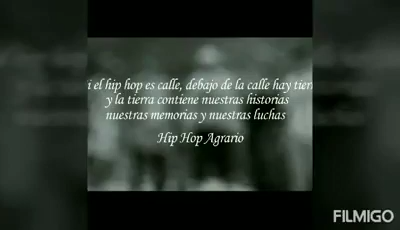 i el hip hop es calle, debajo de la calle hay tier
y la tierra contiene nuestras historias
nuestras memorias y nuestras luchas
Hip Hop Agrario
FILMIGO